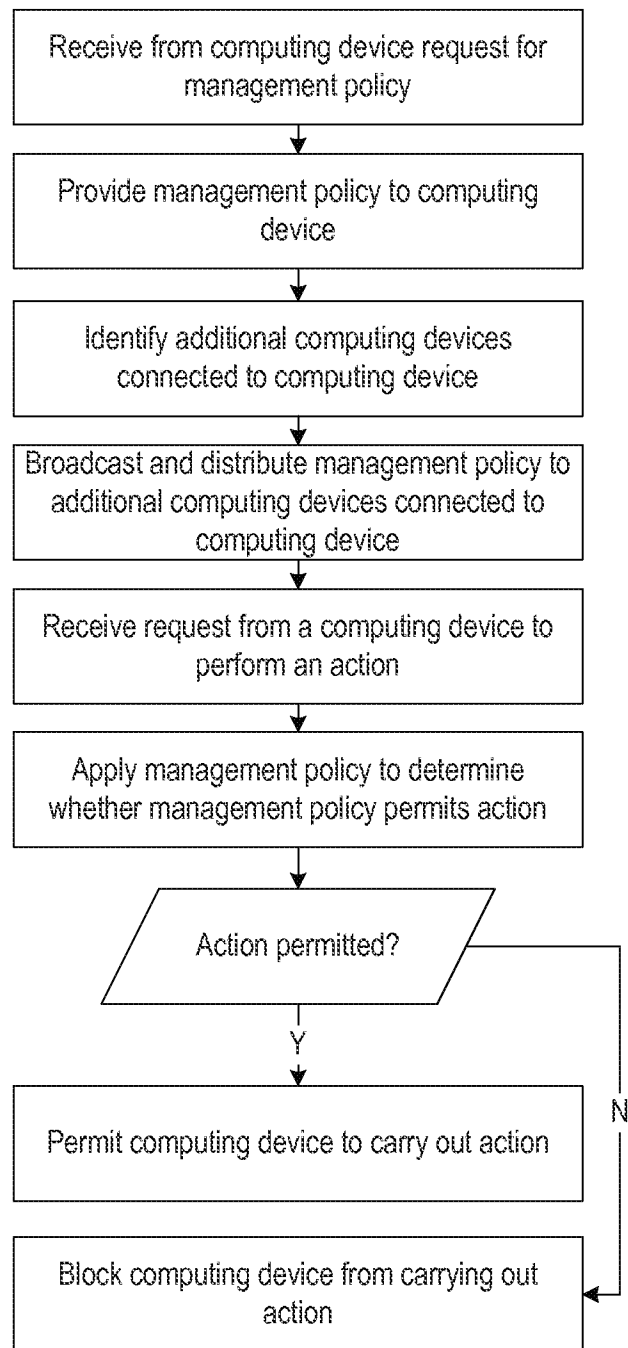 Receive from computing device request for
management policy
Provide management policy to computing
device
Identify additional computing devices
connected to computing device
Broadcast and distribute management policy to
additional computing devices connected to
computing device
Receive request from a computing device to
perform an action
Apply management policy to determine
whether management policy permits action
Action permitted?
Y
N
Permit computing device to carry out action
Block computing device from carrying out
action